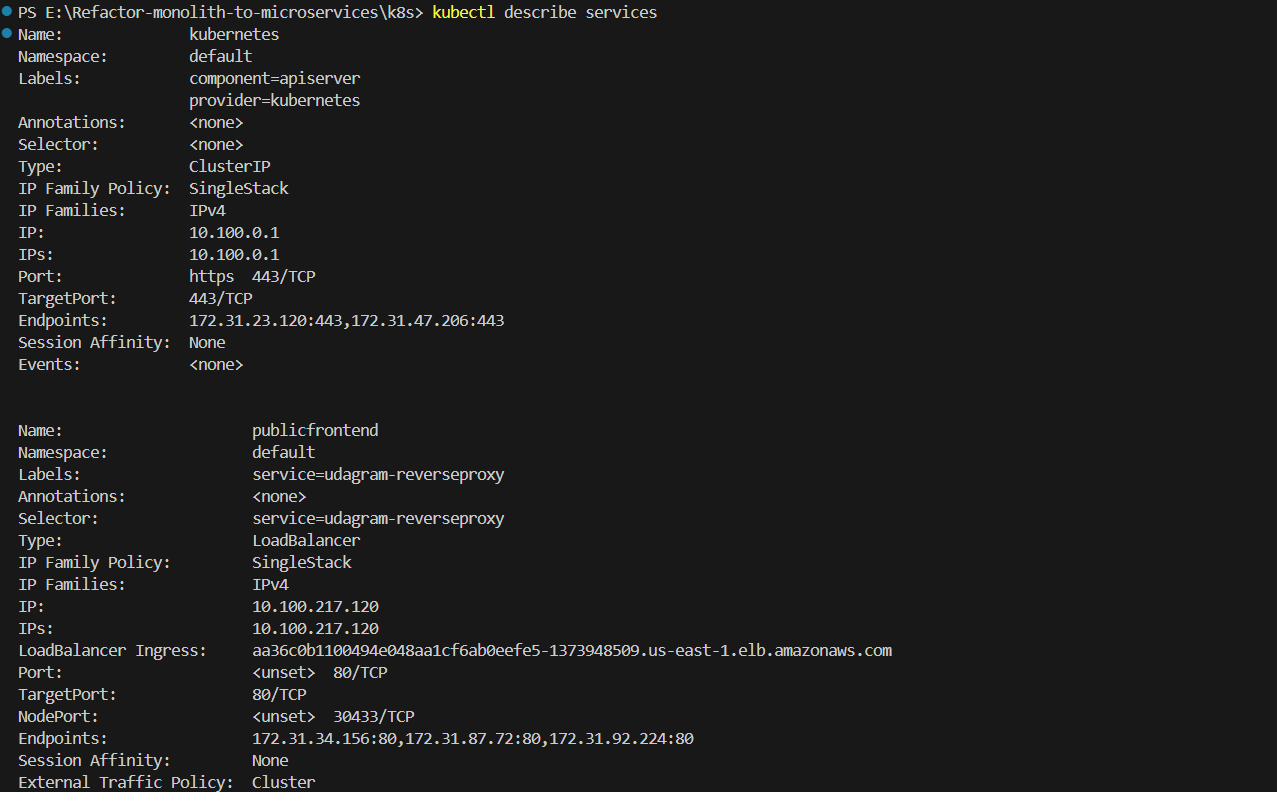 PS E:\Refactor-monolith-to-microservices\k8s> kubectl describe services
Name:              kubernetes
Namespace:         default
Labels:            component=apiserver
                   provider=kubernetes
Annotations:       <none>
Selector:          <none>
Type:              ClusterIP
IP Family Policy:  SingleStack
IP Families:       IPv4
IP:                10.100.0.1
IPs:               10.100.0.1
Port:              https  443/TCP
TargetPort:        443/TCP
Endpoints:         172.31.23.120:443,172.31.47.206:443
Session Affinity:  None
Events:            <none>
Name:                     publicfrontend
Namespace:                default
Labels:                   service=udagram-reverseproxy
Annotations:              <none>
Selector:                 service=udagram-reverseproxy
Type:                     LoadBalancer
IP Family Policy:         SingleStack
IP Families:              IPv4
IP:                       10.100.217.120
IPs:                      10.100.217.120
LoadBalancer Ingress:     aa36c0b1100494e048aa1cf6ab0eefe5-1373948509.us-east-1.elb.amazonaws.com
Port:                     <unset>  80/TCP
TargetPort:               80/TCP
NodePort:                 <unset>  30433/TCP
Endpoints:                172.31.34.156:80,172.31.87.72:80,172.31.92.224:80
Session Affinity:         None
External Traffic Policy:  Cluster